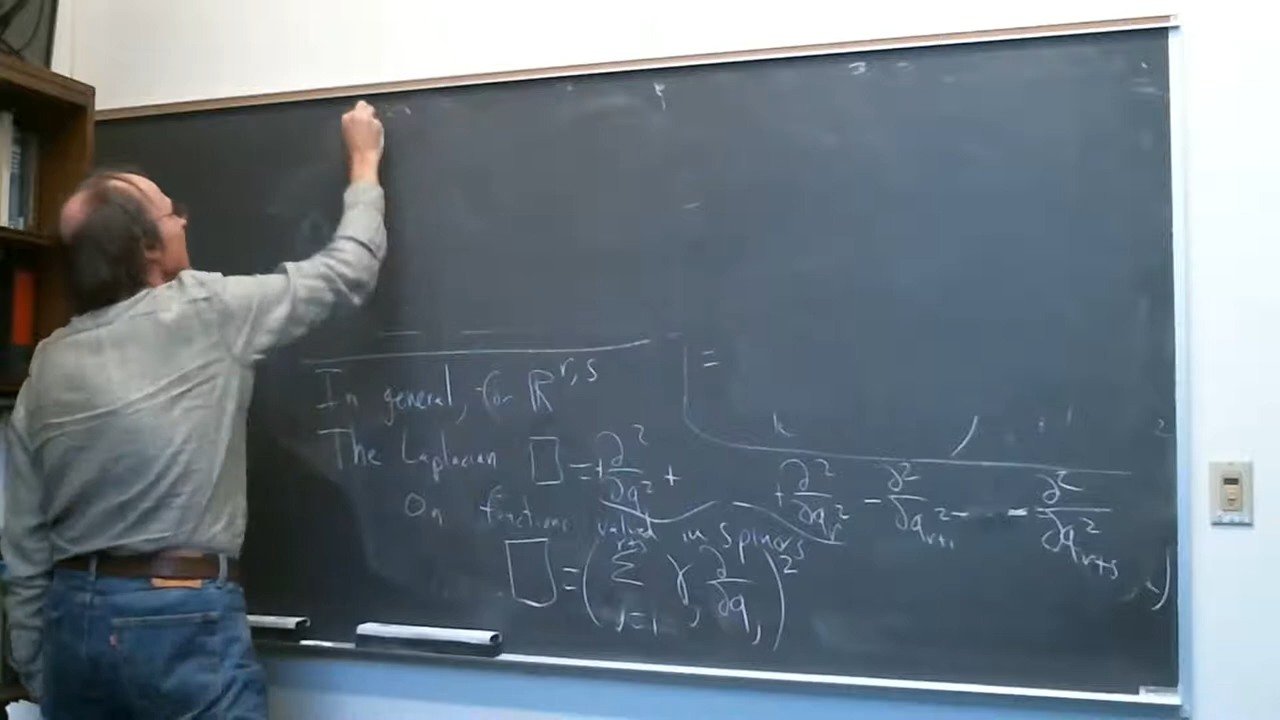 In general, for ℝ^{r,s}
=
The Laplacian □ = + ∂²/∂q₁² + + ∂²/∂q_r² − ∂²/∂q_{r+1}² − − ∂²/∂q_{r+s}²
On functions valued in spinors
□ = (∑_{j=1}^{r+s} γ_j ∂/∂q_j)²